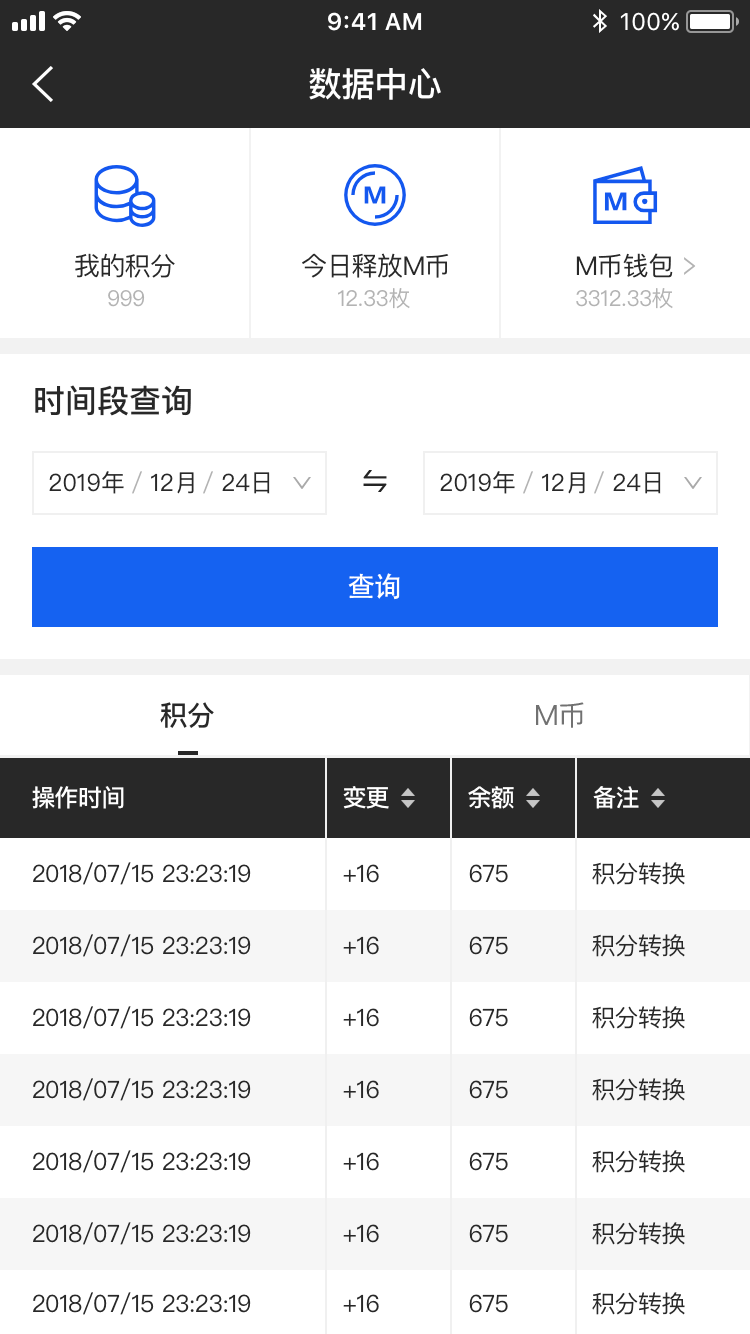 9:41 AM 100%
数据中心
M M
我的积分 今日释放M币 M币钱包
999 12.33枚 3312.33枚
时间段查询
2019年 / 12月 / 24日 2019年 / 12月 / 24日
查询
积分 M币
操作时间 变更 余额 备注
2018/07/15 23:23:19 +16 675 积分转换
2018/07/15 23:23:19 +16 675 积分转换
2018/07/15 23:23:19 +16 675 积分转换
2018/07/15 23:23:19 +16 675 积分转换
2018/07/15 23:23:19 +16 675 积分转换
2018/07/15 23:23:19 +16 675 积分转换
2018/07/15 23:23:19 +16 675 积分转换